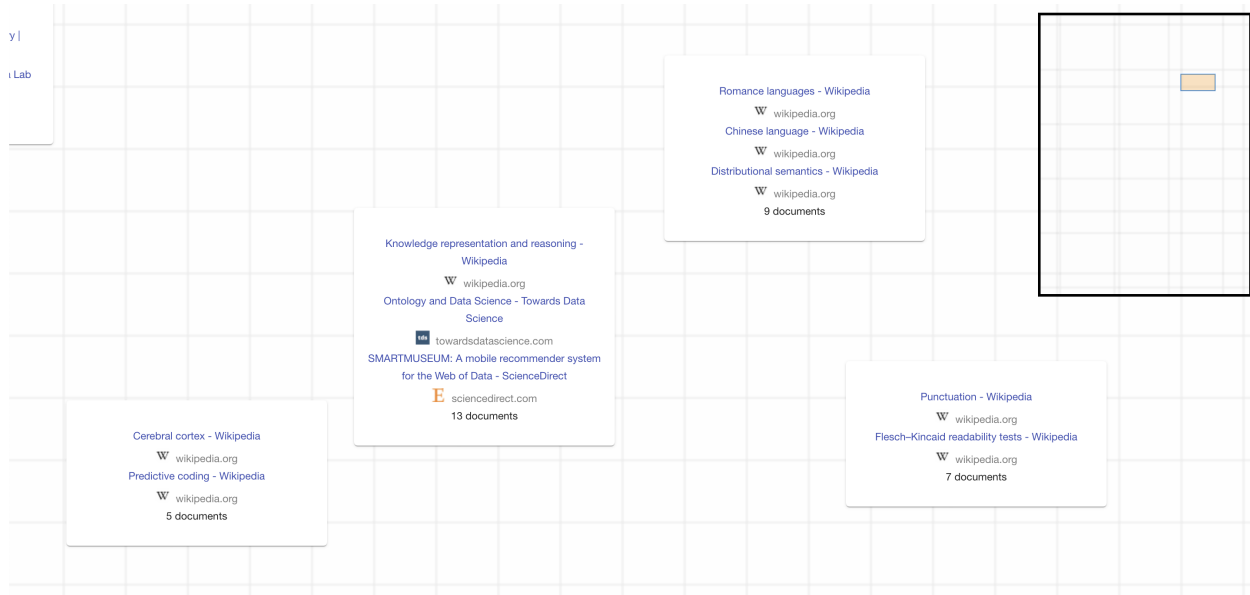 y |
Lab
Romance languages - Wikipedia
W wikipedia.org
Chinese language - Wikipedia
W wikipedia.org
Distributional semantics - Wikipedia
W wikipedia.org
9 documents
Knowledge representation and reasoning -
Wikipedia
W wikipedia.org
Ontology and Data Science - Towards Data
Science
tds towardsdatascience.com
SMARTMUSEUM: A mobile recommender system
for the Web of Data - ScienceDirect
E sciencedirect.com
13 documents
Punctuation - Wikipedia
W wikipedia.org
Flesch–Kincaid readability tests - Wikipedia
W wikipedia.org
7 documents
Cerebral cortex - Wikipedia
W wikipedia.org
Predictive coding - Wikipedia
W wikipedia.org
5 documents